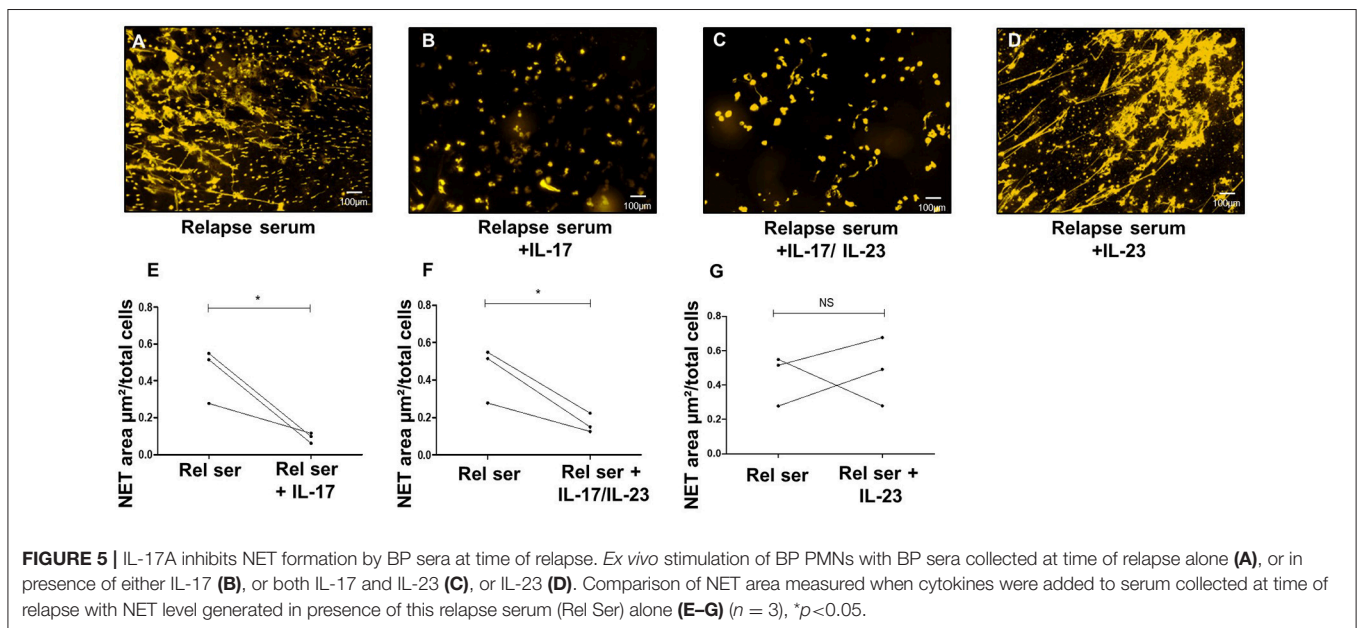 A
B
C
D
100µm
100µm
100µm
100µm
Relapse serum
Relapse serum
+IL-17
Relapse serum
+IL-17/ IL-23
Relapse serum
+IL-23
E
F
G
*
*
NS
NET area µm²/total cells
0.8
0.6
0.4
0.2
0.0
Rel ser
Rel ser
+ IL-17
NET area µm²/total cells
0.8
0.6
0.4
0.2
0.0
Rel ser
Rel ser +
IL-17/IL-23
NET area µm²/total cells
0.8
0.6
0.4
0.2
0.0
Rel ser
Rel ser +
IL-23
FIGURE 5 | IL-17A inhibits NET formation by BP sera at time of relapse. Ex vivo stimulation of BP PMNs with BP sera collected at time of relapse alone (A), or in
presence of either IL-17 (B), or both IL-17 and IL-23 (C), or IL-23 (D). Comparison of NET area measured when cytokines were added to serum collected at time of
relapse with NET level generated in presence of this relapse serum (Rel Ser) alone (E–G) (n = 3), *p<0.05.